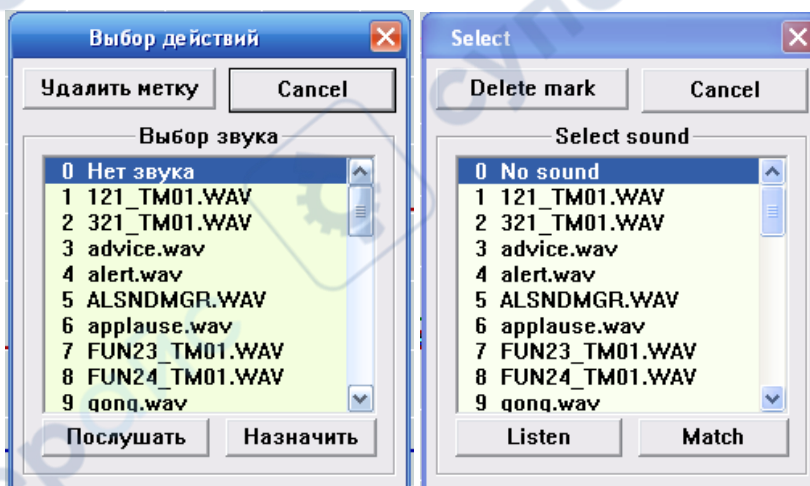 Выбор действий
Удалить метку
Cancel
Выбор звука
0 Нет звука
1 121_TM01.WAV
2 321_TM01.WAV
3 advice.wav
4 alert.wav
5 ALSNDMGR.WAV
6 applause.wav
7 FUN23_TM01.WAV
8 FUN24_TM01.WAV
9 gong.wav
Послушать
Назначить
Select
Delete mark
Cancel
Select sound
0 No sound
1 121_TM01.WAV
2 321_TM01.WAV
3 advice.wav
4 alert.wav
5 ALSNDMGR.WAV
6 applause.wav
7 FUN23_TM01.WAV
8 FUN24_TM01.WAV
9 gong.wav
Listen
Match